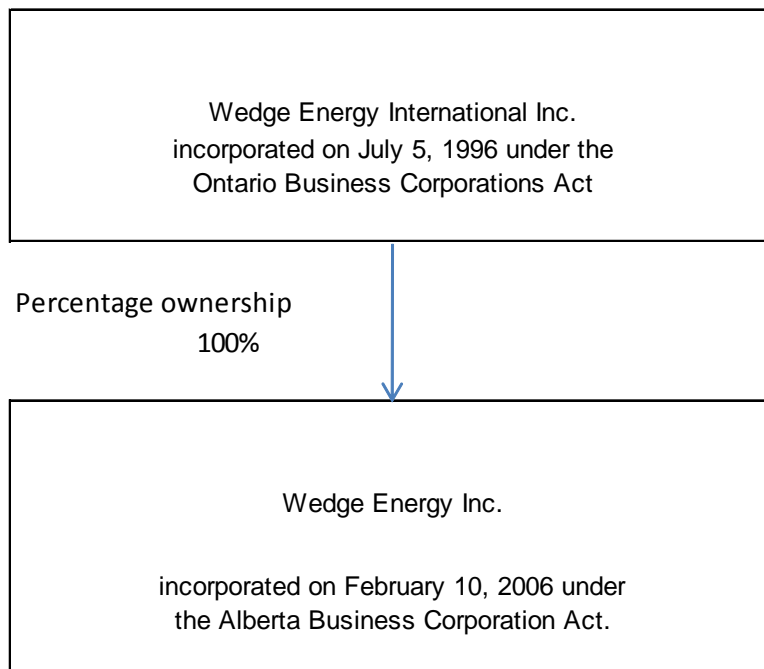 Wedge Energy International Inc.
incorporated on July 5, 1996 under the
Ontario Business Corporations Act
Percentage ownership
100%
Wedge Energy Inc.
incorporated on February 10, 2006 under
the Alberta Business Corporation Act.